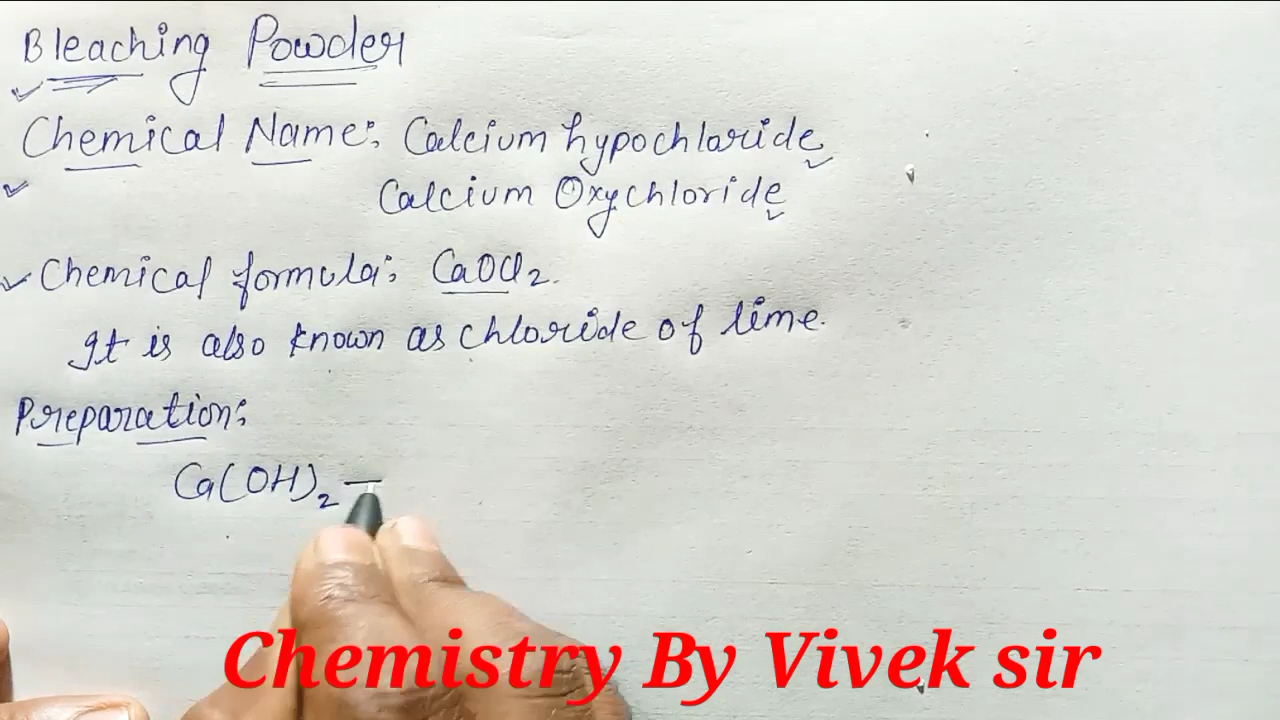 Bleaching Powder
Chemical Name: Calcium hypochloride
Calcium Oxychloride
Chemical formula: CaOCl2.
It is also known as chloride of lime.
Preparation:
Ca(OH)2 —
Chemistry By Vivek sir